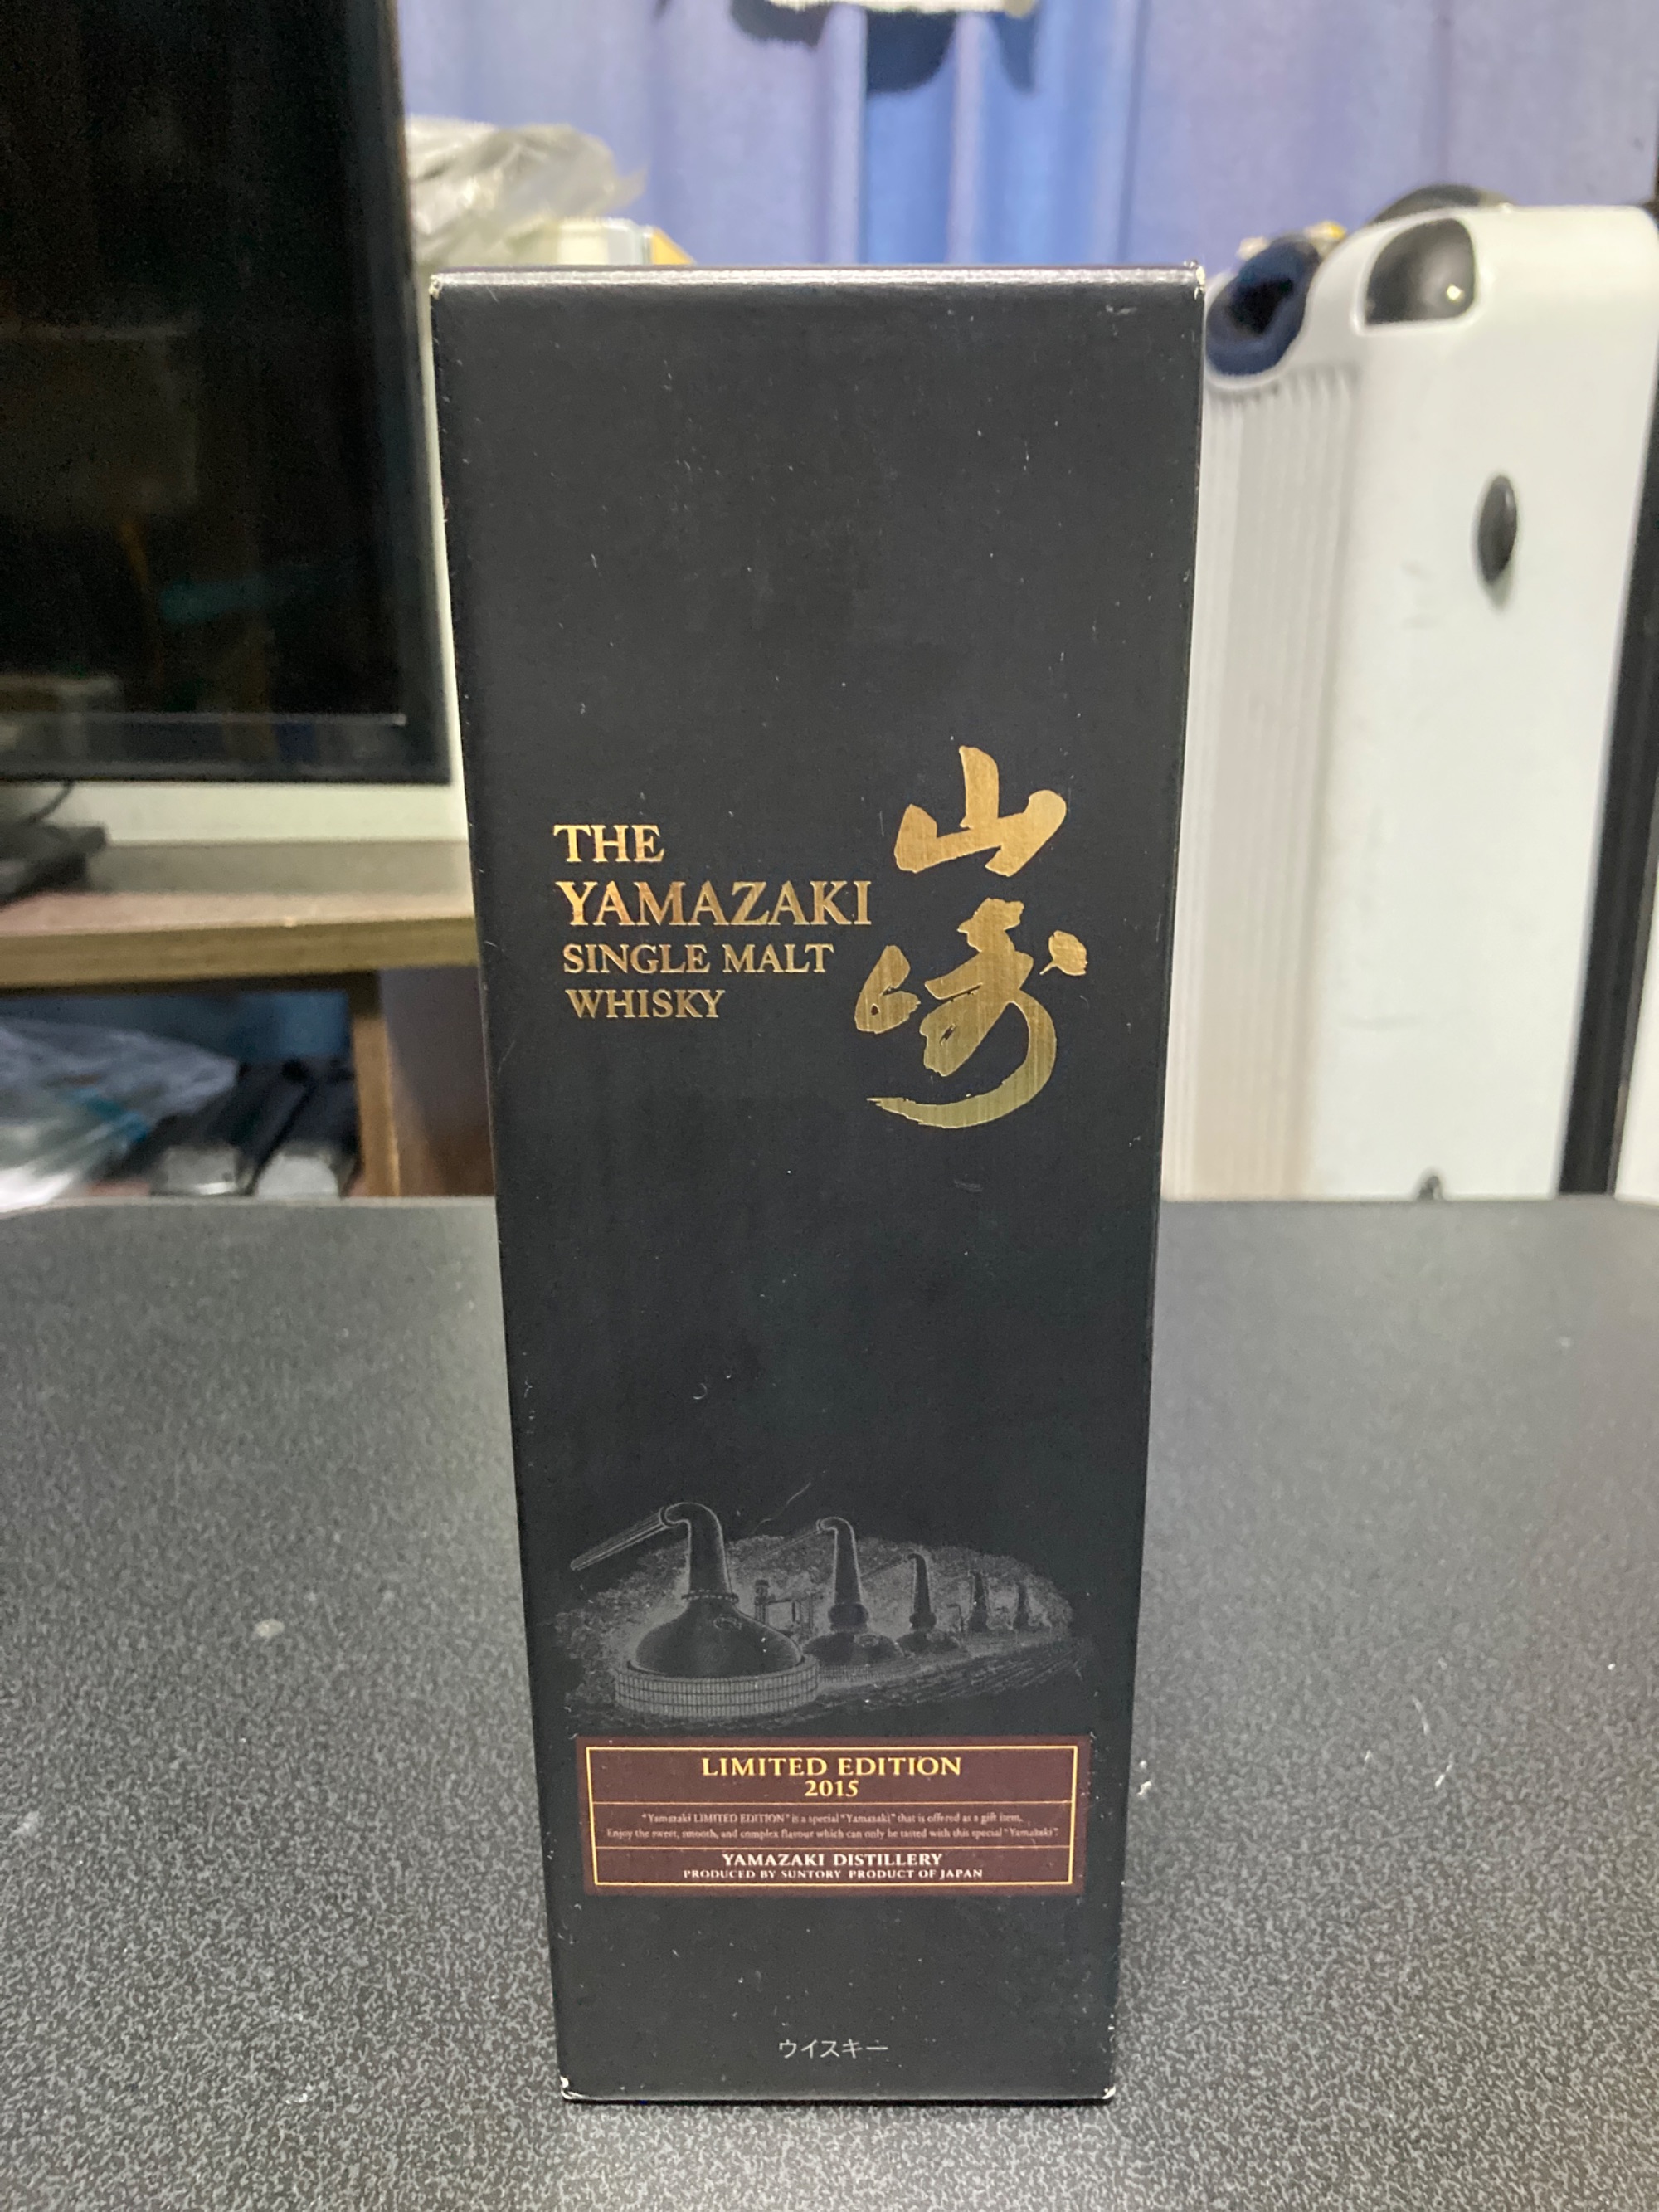 THE
YAMAZAKI
SINGLE MALT
WHISKY
山崎
LIMITED EDITION
2015
"Yamazaki LIMITED EDITION" is a special "Yamazaki" that is offered as a gift item.
Enjoy the sweet, smooth, and complex flavour which can only be tasted with this special "Yamazaki".
YAMAZAKI DISTILLERY
PRODUCED BY SUNTORY PRODUCT OF JAPAN
ウイスキー